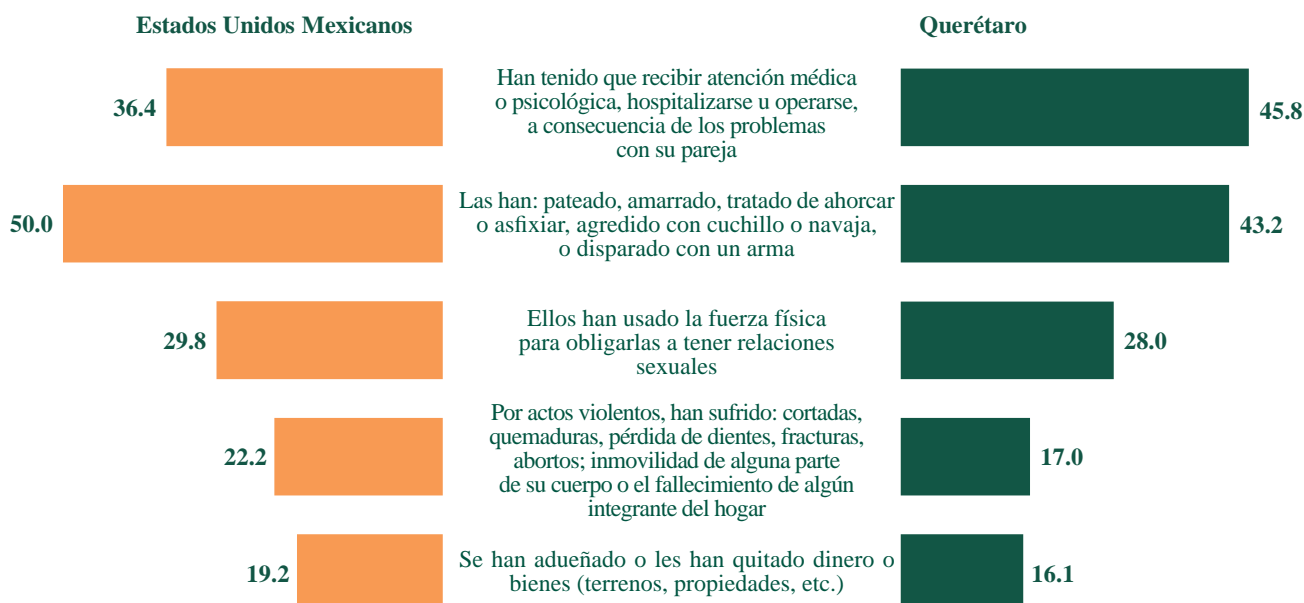 Estados Unidos Mexicanos
Querétaro
36.4
Han tenido que recibir atención médica
o psicológica, hospitalizarse u operarse,
a consecuencia de los problemas
con su pareja
45.8
50.0
Las han: pateado, amarrado, tratado de ahorcar
o asfixiar, agredido con cuchillo o navaja,
o disparado con un arma
43.2
29.8
Ellos han usado la fuerza física
para obligarlas a tener relaciones
sexuales
28.0
22.2
Por actos violentos, han sufrido: cortadas,
quemaduras, pérdida de dientes, fracturas,
abortos; inmovilidad de alguna parte
de su cuerpo o el fallecimiento de algún
integrante del hogar
17.0
19.2
Se han adueñado o les han quitado dinero o
bienes (terrenos, propiedades, etc.)
16.1